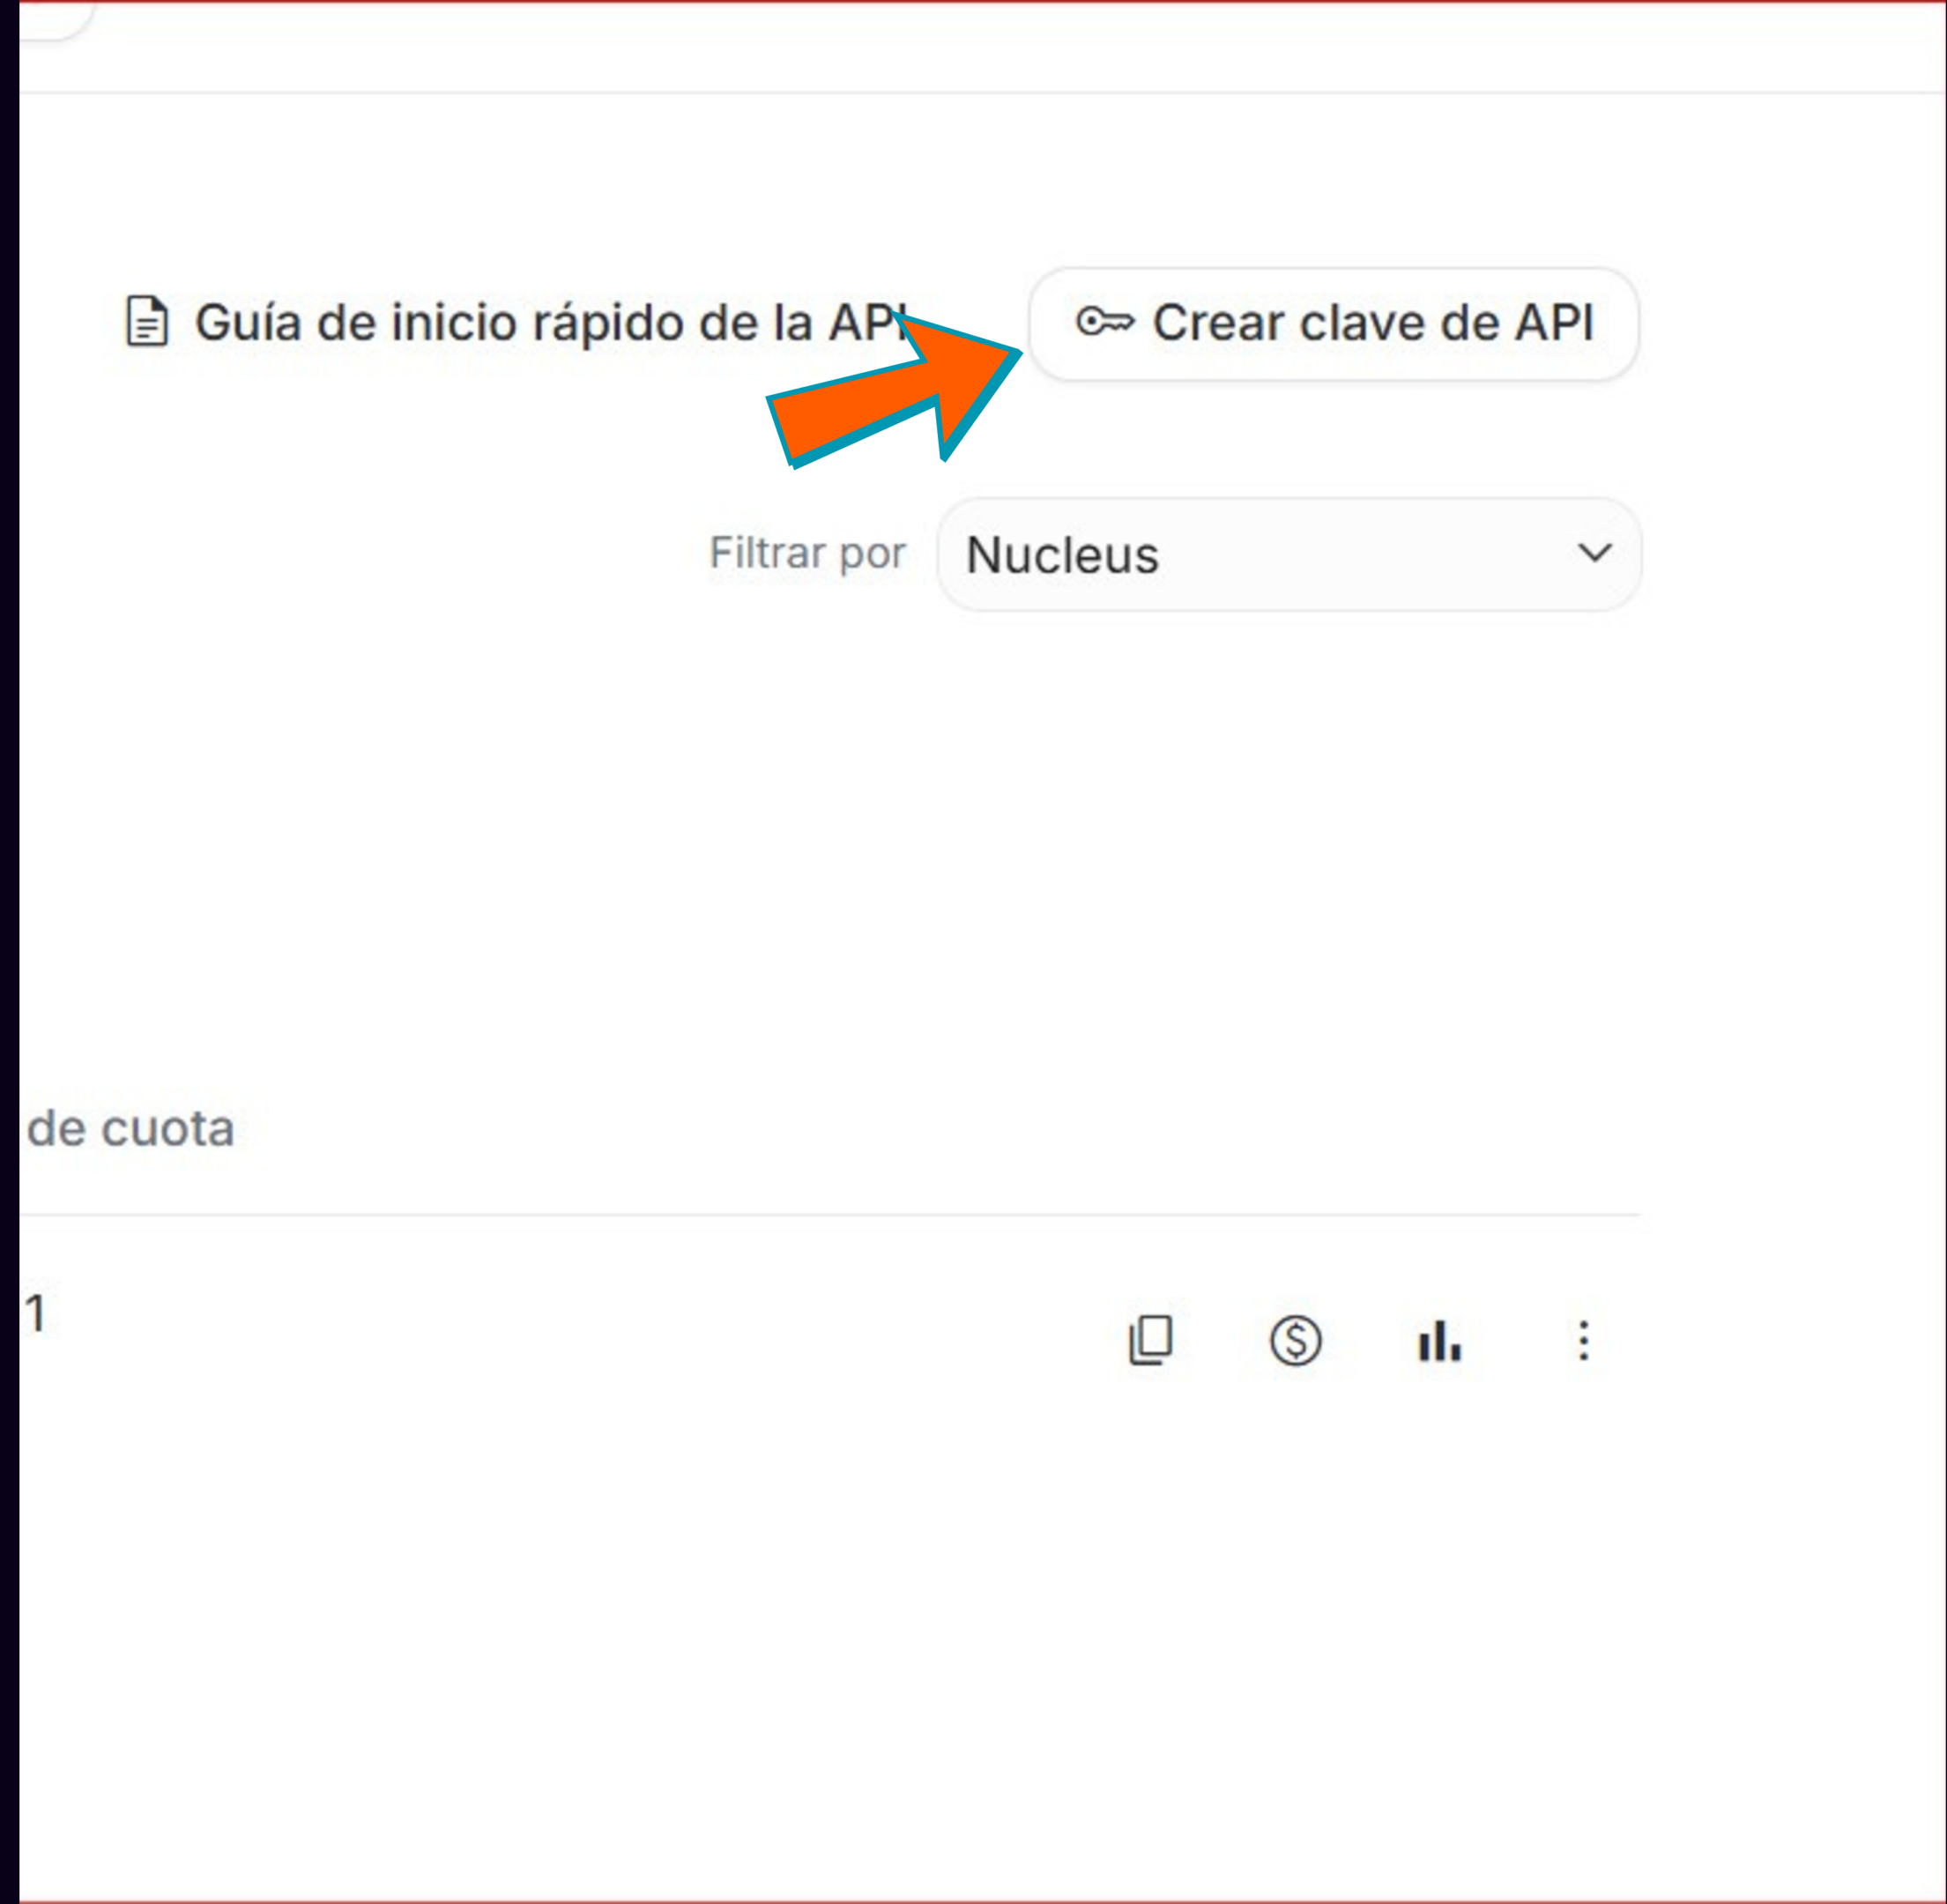 Guía de inicio rápido de la API
Crear clave de API
Filtrar por
Nucleus
de cuota
1